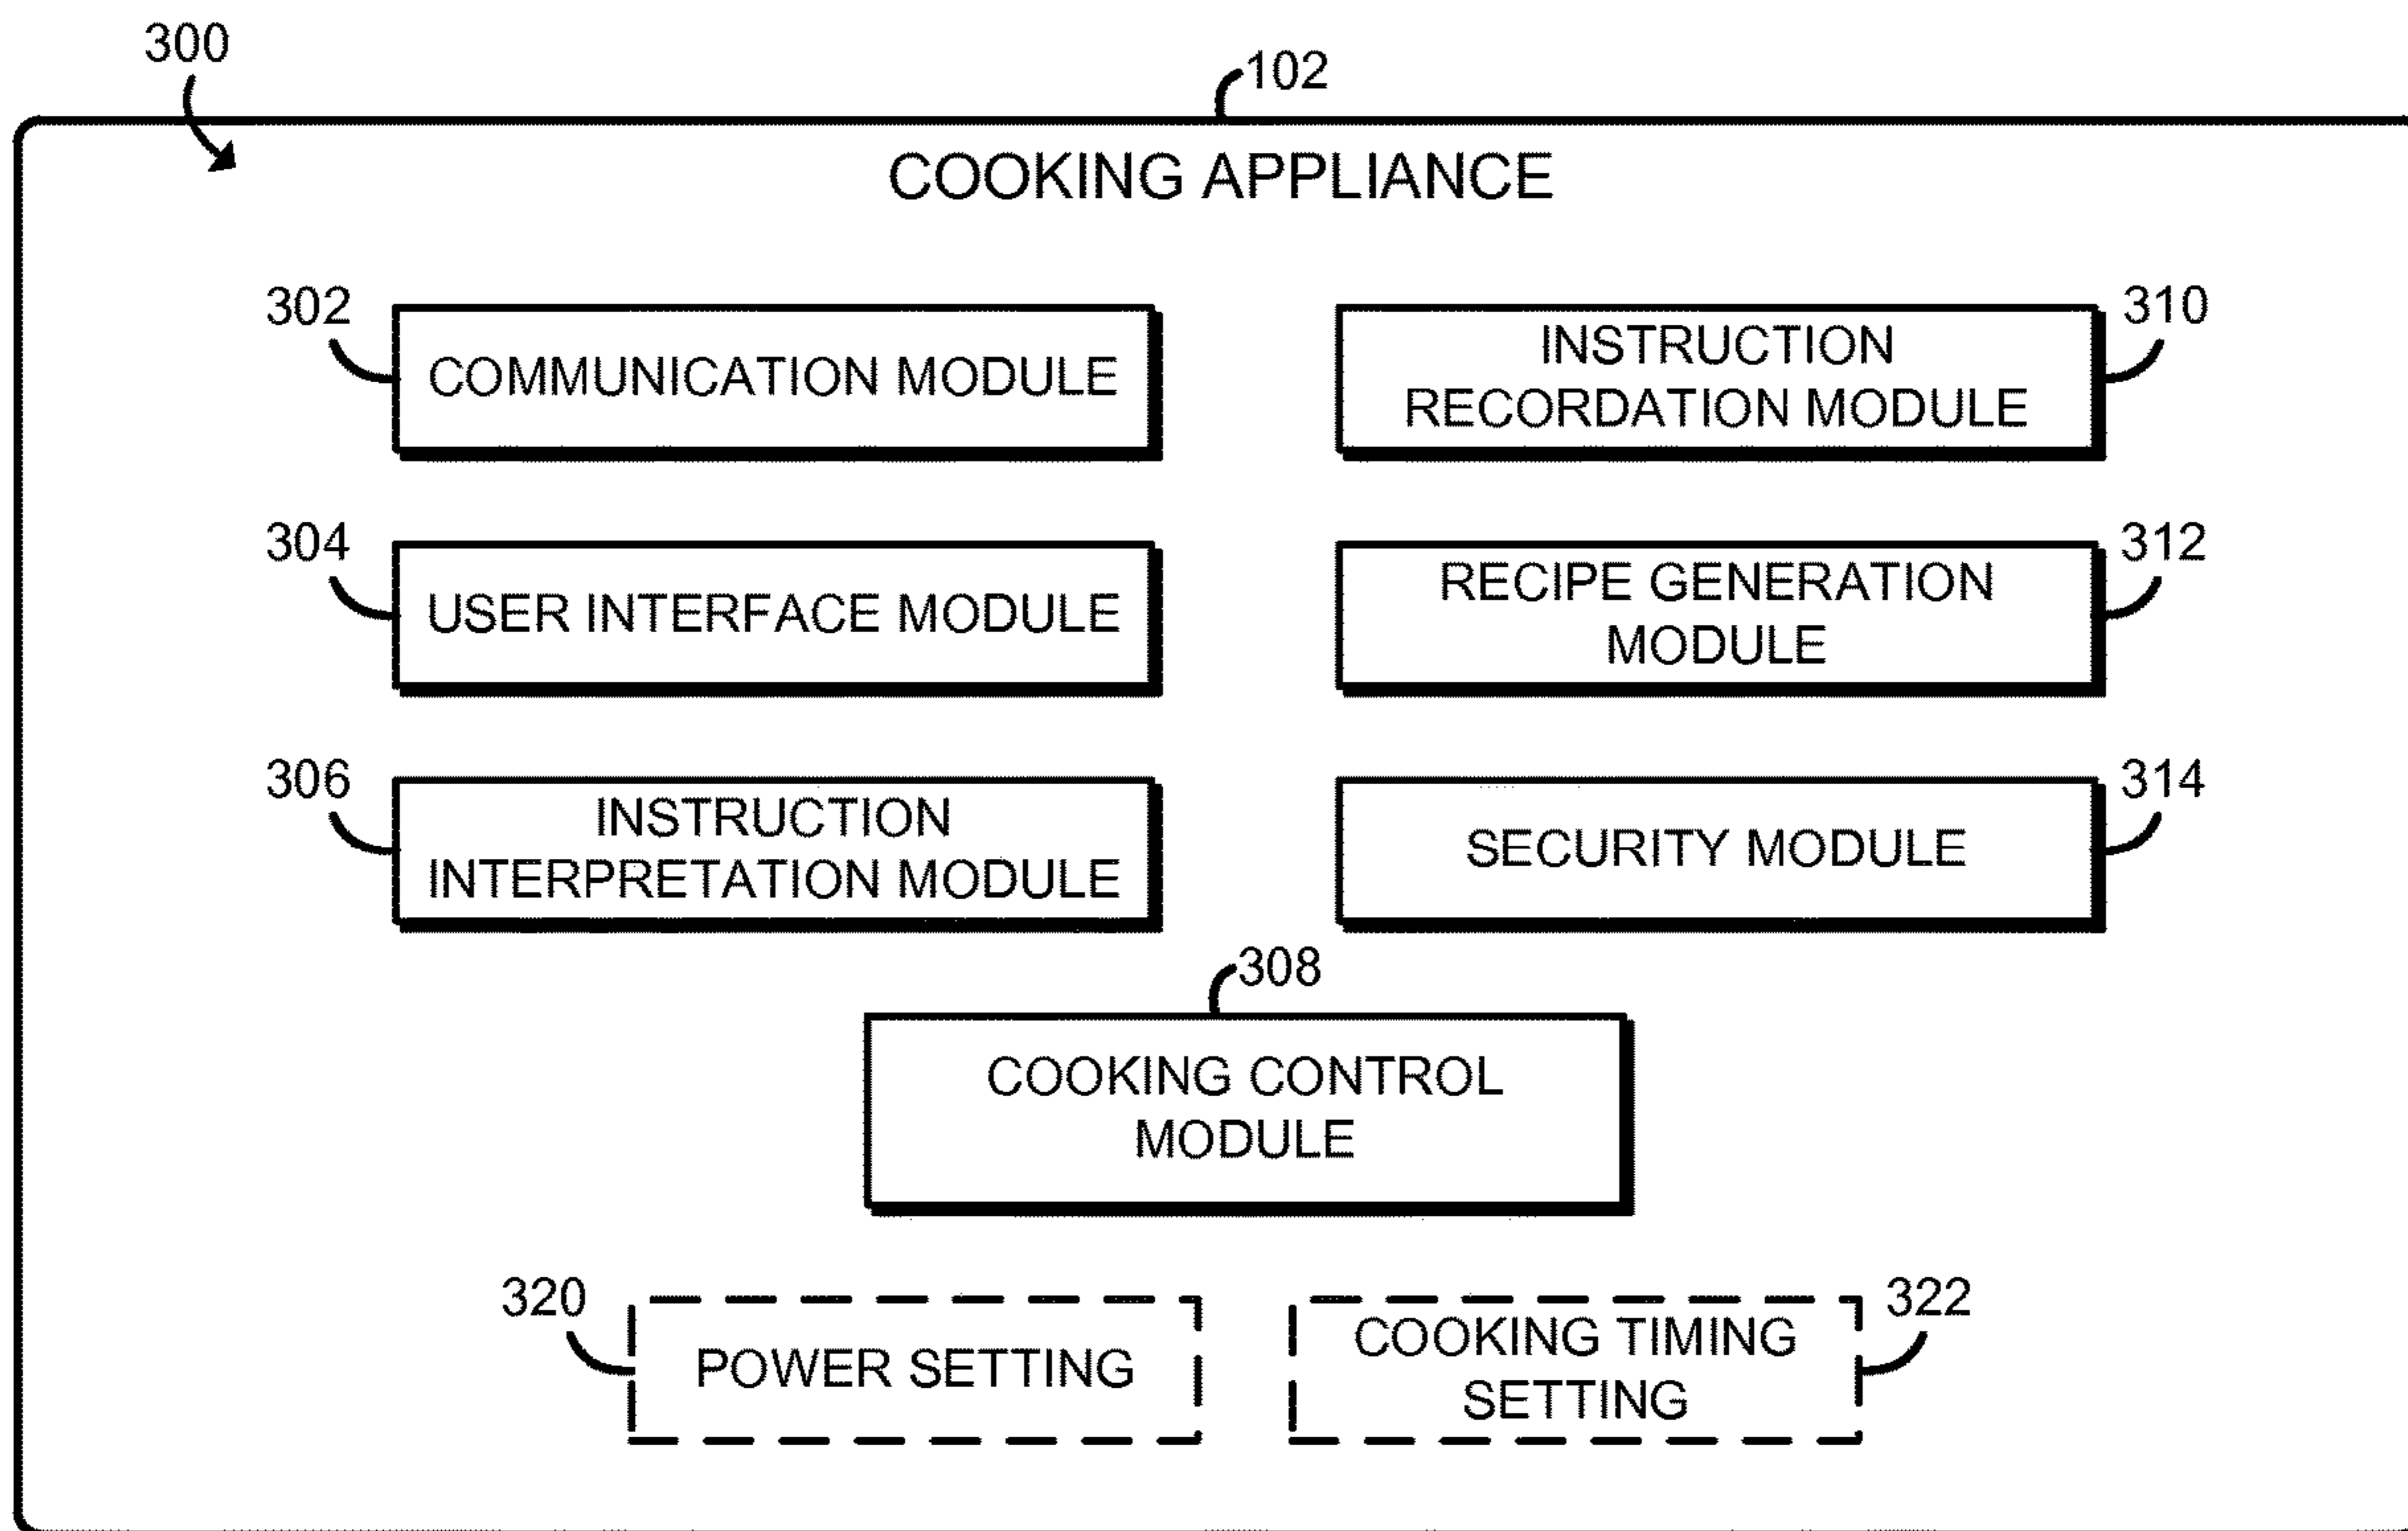 300
102
COOKING APPLIANCE
302
COMMUNICATION MODULE
310
INSTRUCTION
RECORDATION MODULE
304
USER INTERFACE MODULE
312
RECIPE GENERATION
MODULE
306
INSTRUCTION
INTERPRETATION MODULE
314
SECURITY MODULE
308
COOKING CONTROL
MODULE
320
POWER SETTING
322
COOKING TIMING
SETTING